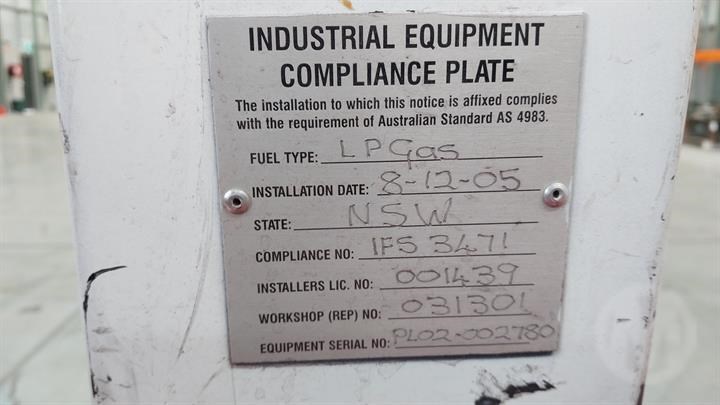 INDUSTRIAL EQUIPMENT
COMPLIANCE PLATE
The installation to which this notice is affixed complies
with the requirement of Australian Standard AS 4983.
FUEL TYPE: LP Gas
INSTALLATION DATE: 8-12-05
STATE: NSW
COMPLIANCE NO: IFS 3471
INSTALLERS LIC. NO: 001439
WORKSHOP (REP) NO: 031301
EQUIPMENT SERIAL NO: PL02-002780